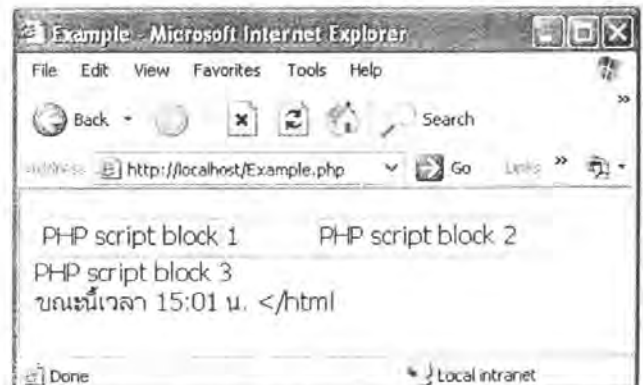 Example - Microsoft Internet Explorer
File Edit View Favorites Tools Help
Back Search
Address http://localhost/Example.php Go Links
PHP script block 1 PHP script block 2
PHP script block 3
ขณะนี้เวลา 15:01 น. </html
Done Local intranet